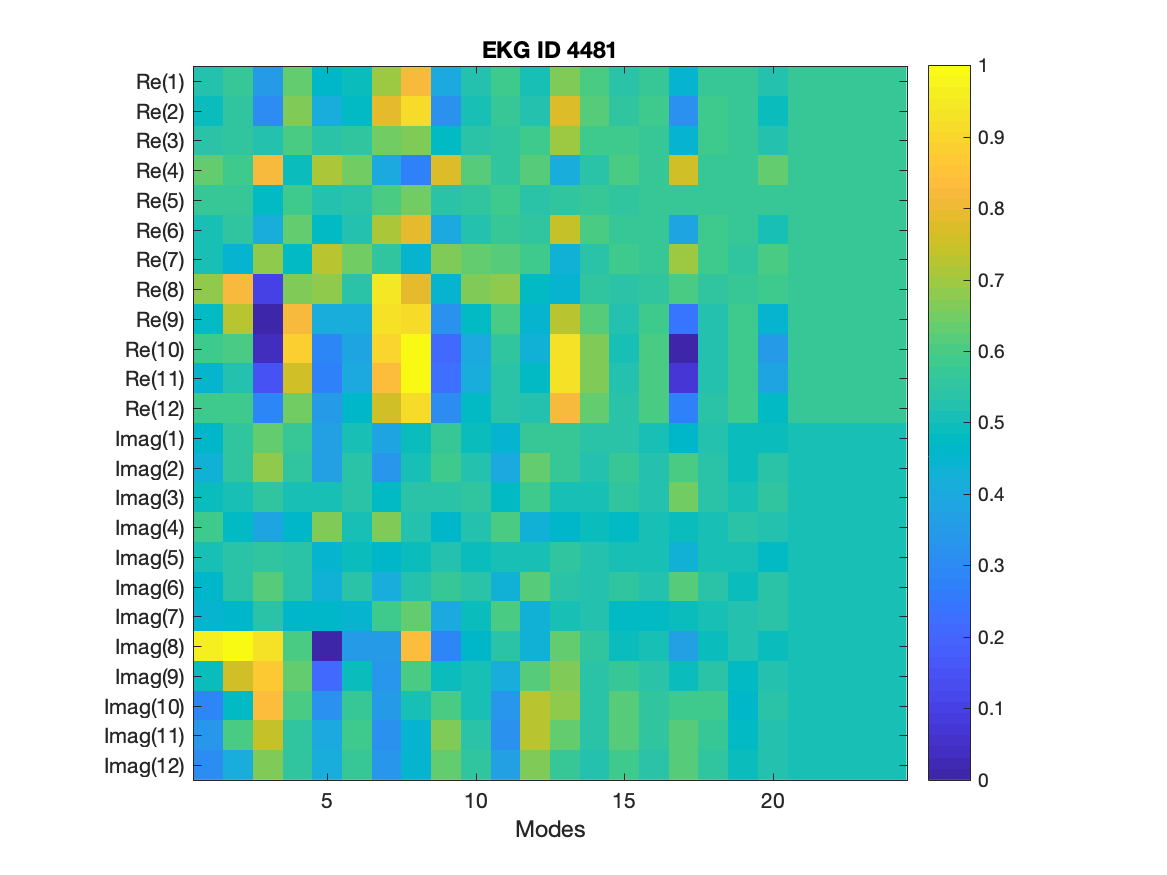 EKG ID 4481
Re(1)
Re(2)
Re(3)
Re(4)
Re(5)
Re(6)
Re(7)
Re(8)
Re(9)
Re(10)
Re(11)
Re(12)
Imag(1)
Imag(2)
Imag(3)
Imag(4)
Imag(5)
Imag(6)
Imag(7)
Imag(8)
Imag(9)
Imag(10)
Imag(11)
Imag(12)
5 10 15 20
Modes
1
0.9
0.8
0.7
0.6
0.5
0.4
0.3
0.2
0.1
0